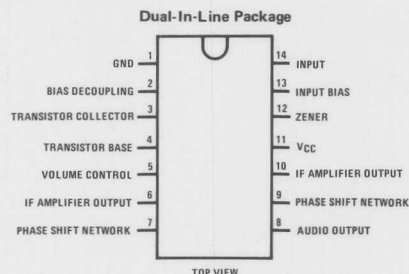 Dual-In-Line Package
GND 1
BIAS DECOUPLING 2
TRANSISTOR COLLECTOR 3
TRANSISTOR BASE 4
VOLUME CONTROL 5
IF AMPLIFIER OUTPUT 6
PHASE SHIFT NETWORK 7
14 INPUT
13 INPUT BIAS
12 ZENER
11 VCC
10 IF AMPLIFIER OUTPUT
9 PHASE SHIFT NETWORK
8 AUDIO OUTPUT
TOP VIEW